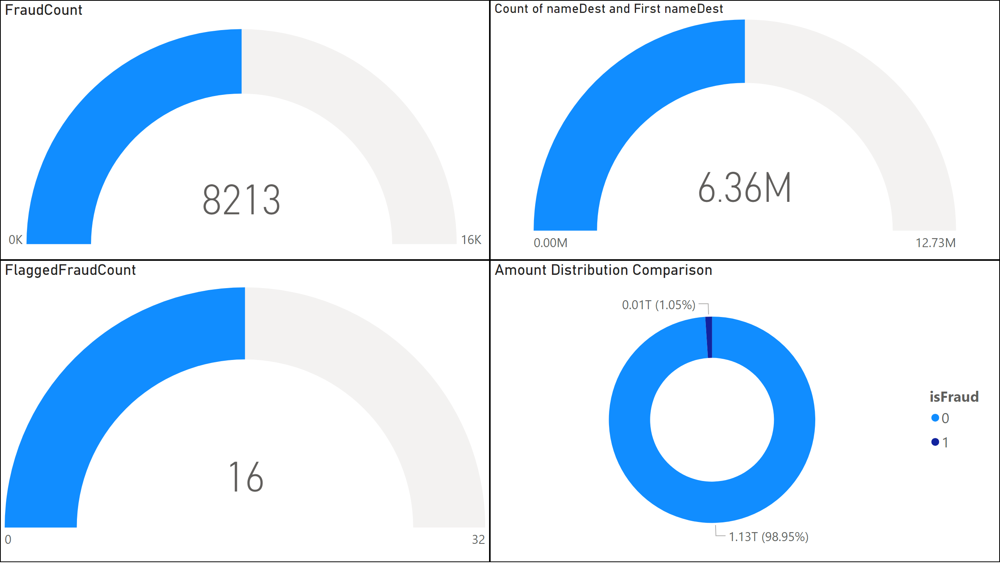 FraudCount
8213
0K
16K
Count of nameDest and First nameDest
6.36M
0.00M
12.73M
FlaggedFraudCount
16
0
32
Amount Distribution Comparison
0.01T (1.05%)
isFraud
0
1
1.13T (98.95%)